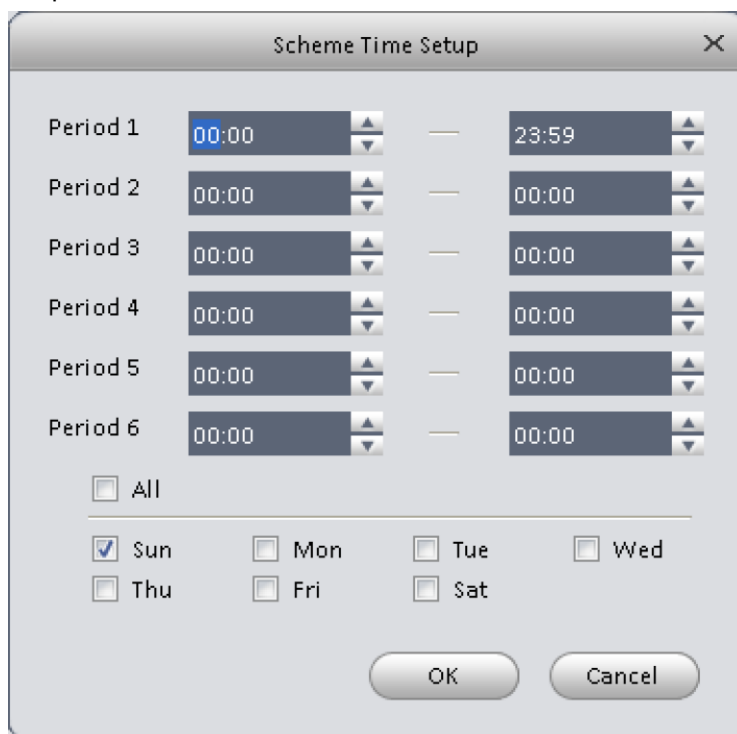 Scheme Time Setup
Period 1 00:00 — 23:59
Period 2 00:00 — 00:00
Period 3 00:00 — 00:00
Period 4 00:00 — 00:00
Period 5 00:00 — 00:00
Period 6 00:00 — 00:00
All
Sun Mon Tue Wed
Thu Fri Sat
OK Cancel